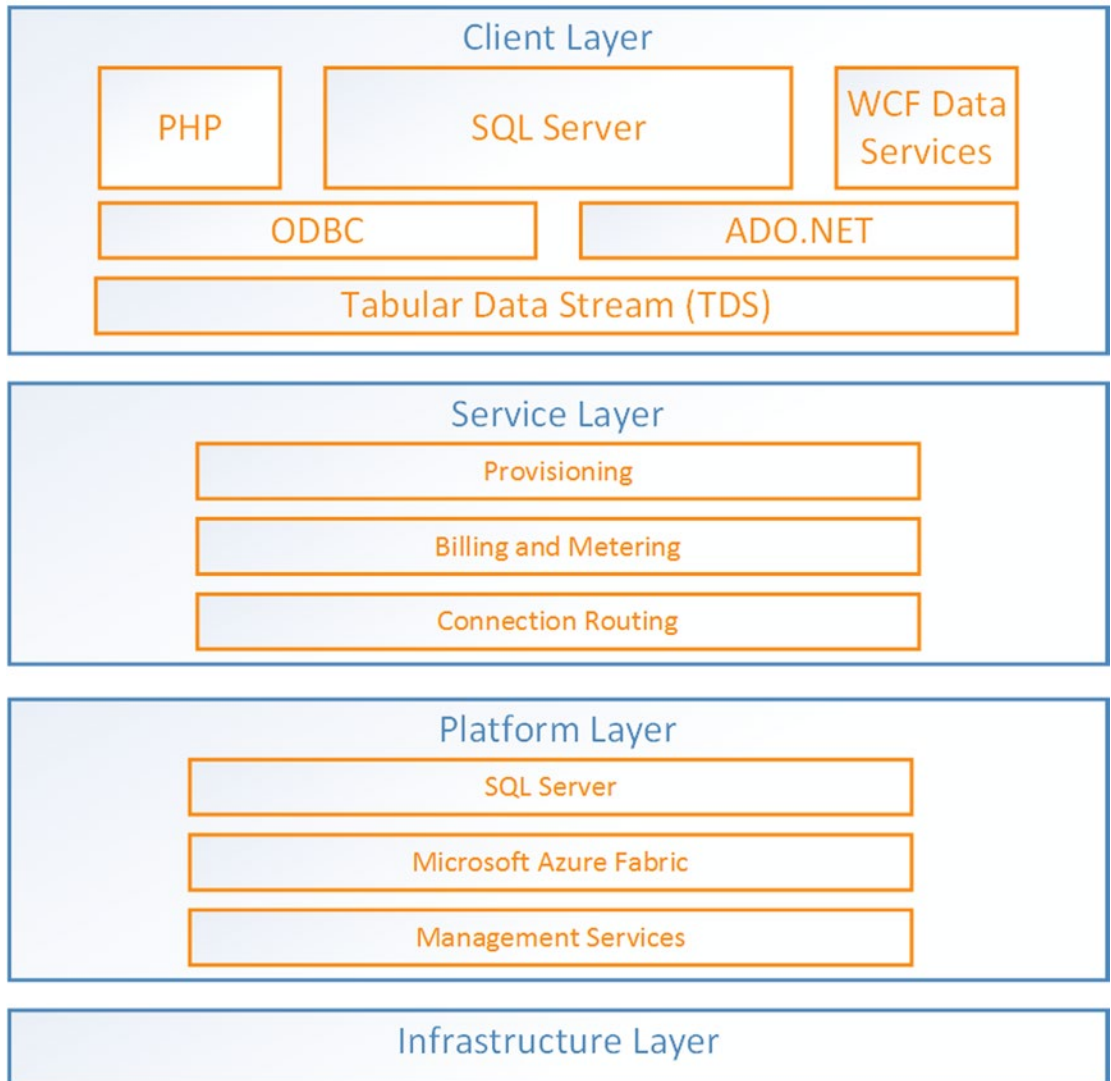 Client Layer
PHP
SQL Server
WCF Data
Services
ODBC
ADO.NET
Tabular Data Stream (TDS)
Service Layer
Provisioning
Billing and Metering
Connection Routing
Platform Layer
SQL Server
Microsoft Azure Fabric
Management Services
Infrastructure Layer